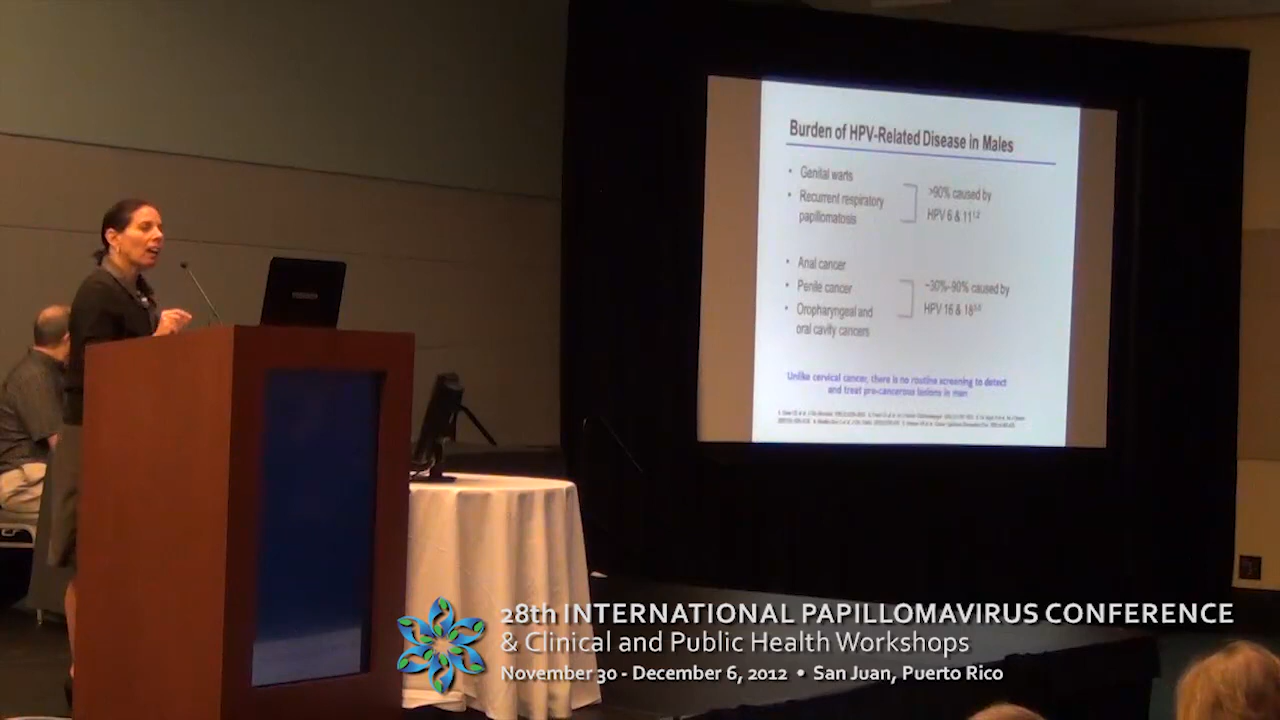 Burden of HPV-Related Disease in Males
• Genital warts
• Recurrent respiratory
papillomatosis
>90% caused by
HPV 6 & 11
• Anal cancer
• Penile cancer
• Oropharyngeal and
oral cavity cancers
~30%–90% caused by
HPV 16 & 18
Unlike cervical cancer, there is no routine screening to detect
and treat pre-cancerous lesions in men
28th INTERNATIONAL PAPILLOMAVIRUS CONFERENCE
& Clinical and Public Health Workshops
November 30 - December 6, 2012 • San Juan, Puerto Rico